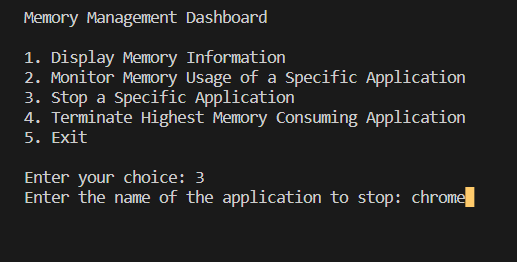 Memory Management Dashboard
1. Display Memory Information
2. Monitor Memory Usage of a Specific Application
3. Stop a Specific Application
4. Terminate Highest Memory Consuming Application
5. Exit
Enter your choice: 3
Enter the name of the application to stop: chrome